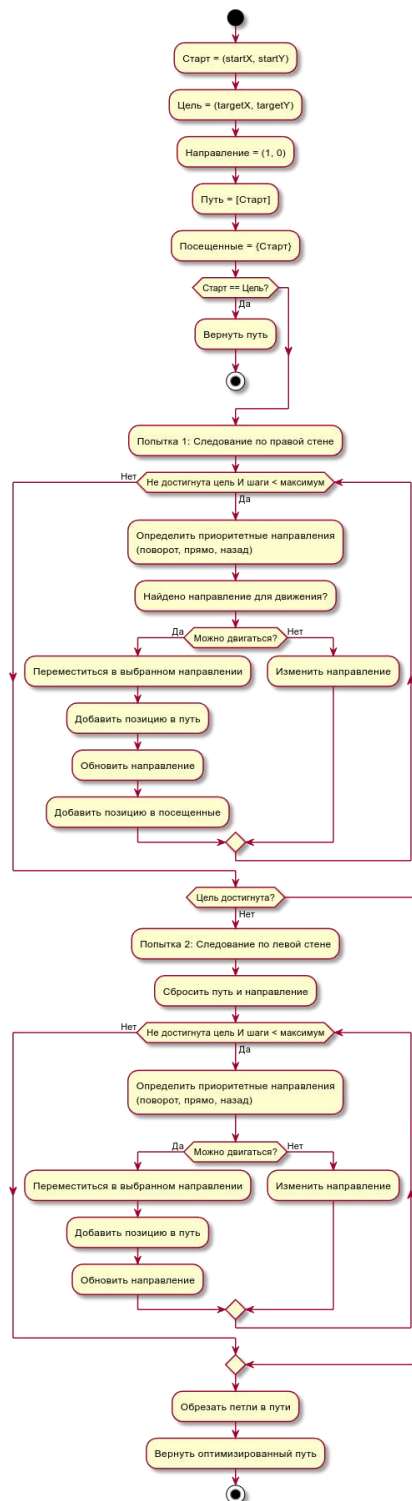 Старт = (startX, startY)
Цель = (targetX, targetY)
Направление = (1, 0)
Путь = [Старт]
Посещенные = {Старт}
Старт == Цель?
Да
Вернуть путь
Попытка 1: Следование по правой стене
Нет
Не достигнута цель И шаги < максимум
Да
Определить приоритетные направления
(поворот, прямо, назад)
Найдено направление для движения?
Да
Можно двигаться?
Нет
Переместиться в выбранном направлении
Изменить направление
Добавить позицию в путь
Обновить направление
Добавить позицию в посещенные
Цель достигнута?
Нет
Попытка 2: Следование по левой стене
Сбросить путь и направление
Нет
Не достигнута цель И шаги < максимум
Да
Определить приоритетные направления
(поворот, прямо, назад)
Да
Можно двигаться?
Нет
Переместиться в выбранном направлении
Изменить направление
Добавить позицию в путь
Обновить направление
Обрезать петли в пути
Вернуть оптимизированный путь